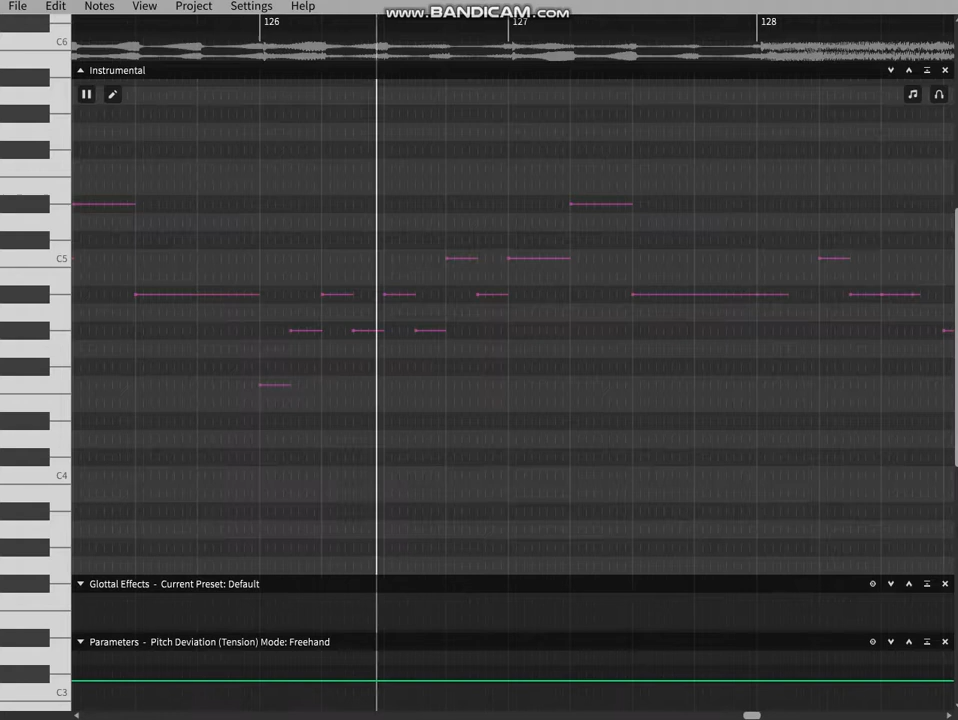 File Edit Notes View Project Settings Help
www.BANDICAM.com
126 127 128
C6
Instrumental
C5
C4
Glottal Effects - Current Preset: Default
Parameters - Pitch Deviation (Tension) Mode: Freehand
C3